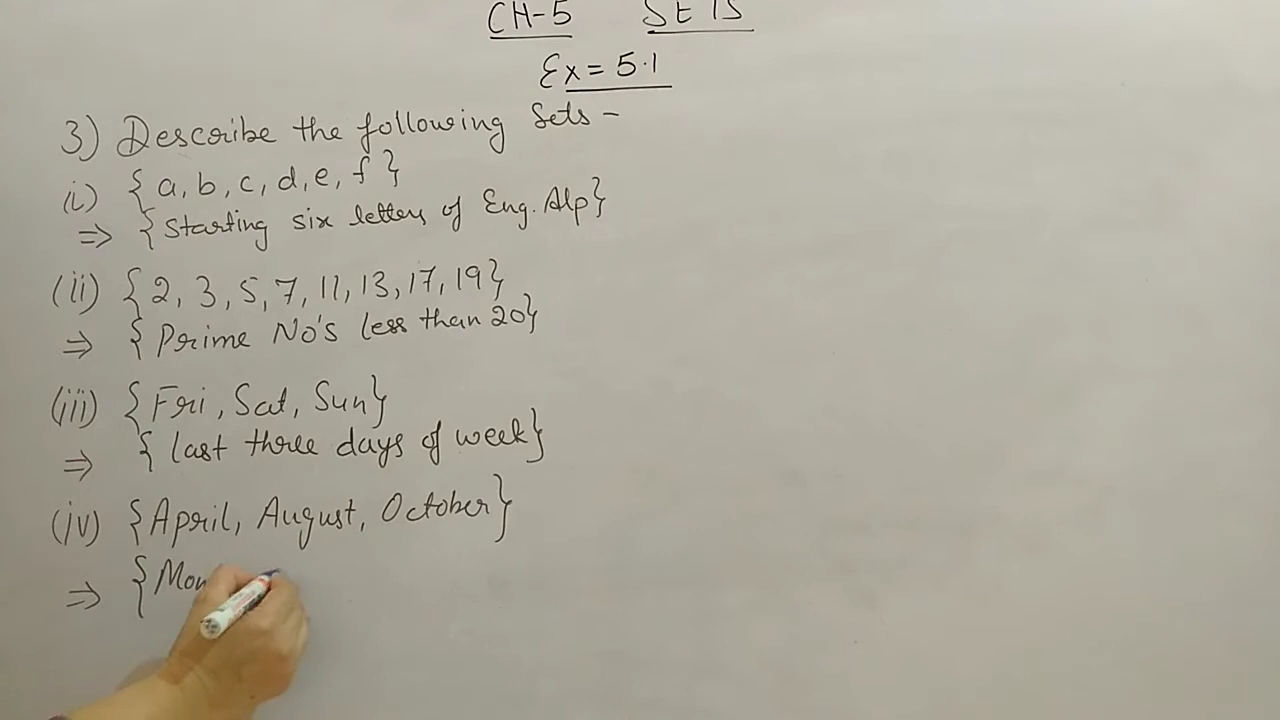 CH-5 SETS
Ex = 5.1
3) Describe the following Sets -
(i) {a, b, c, d, e, f}
⇒ {Starting six letters of Eng. Alp}
(ii) {2, 3, 5, 7, 11, 13, 17, 19}
⇒ {Prime No's less than 20}
(iii) {Fri, Sat, Sun}
⇒ {last three days of week}
(iv) {April, August, October}
⇒ {Mon